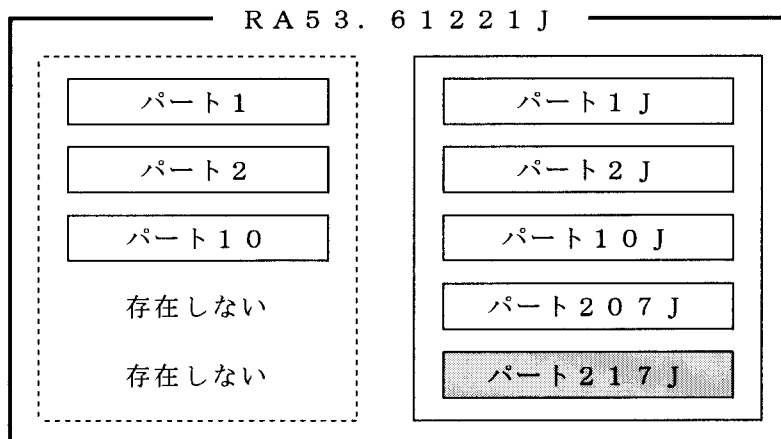 RA53. 61221J
パート1
パート2
パート10
存在しない
存在しない
パート1J
パート2J
パート10J
パート207J
パート217J